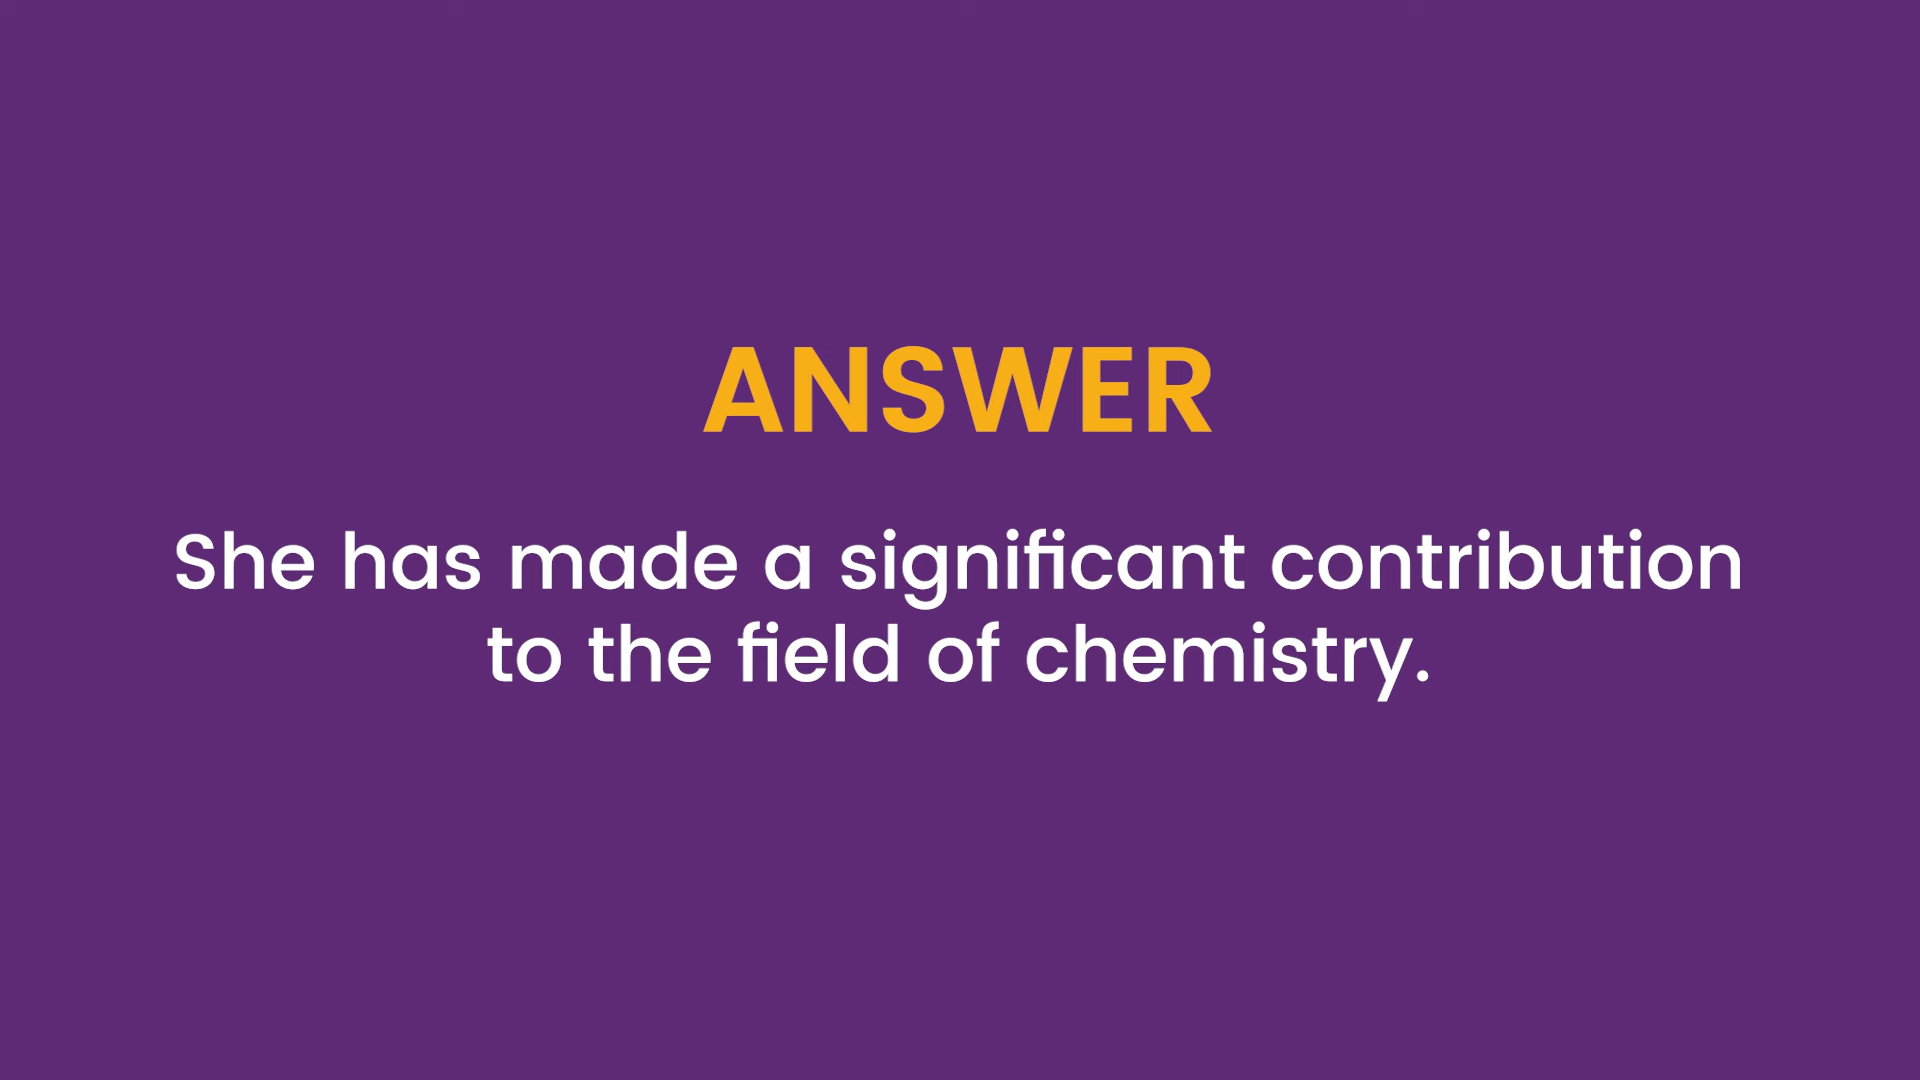 ANSWER
She has made a significant contribution
to the field of chemistry.